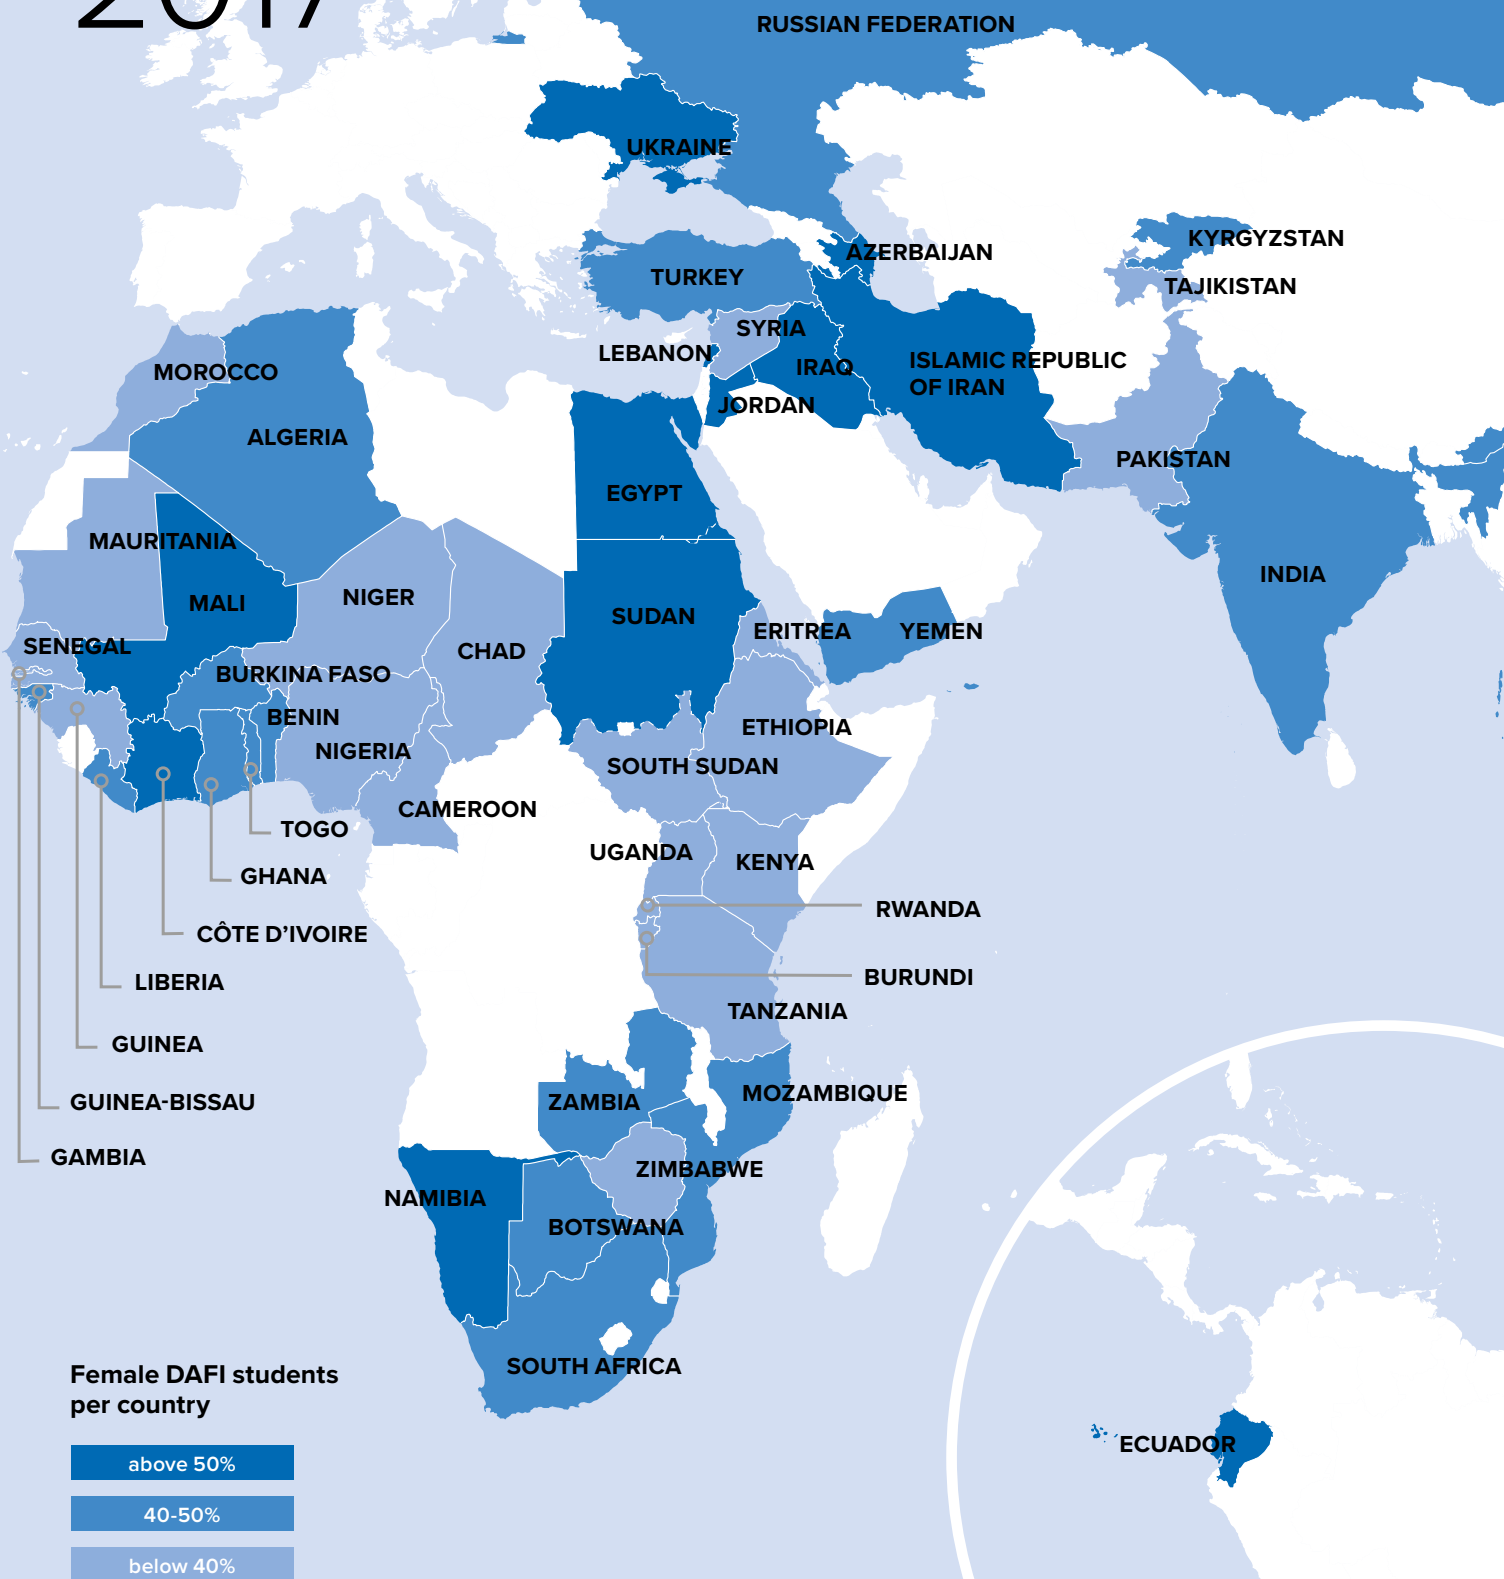 2017
RUSSIAN FEDERATION
UKRAINE
KYRGYZSTAN
AZERBAIJAN
TURKEY
TAJIKISTAN
SYRIA
LEBANON
ISLAMIC REPUBLIC
OF IRAN
IRAQ
MOROCCO
JORDAN
ALGERIA
PAKISTAN
EGYPT
MAURITANIA
INDIA
NIGER
MALI
SUDAN
ERITREA
YEMEN
SENEGAL
CHAD
BURKINA FASO
BENIN
ETHIOPIA
NIGERIA
SOUTH SUDAN
CAMEROON
TOGO
UGANDA
KENYA
GHANA
RWANDA
CÔTE D'IVOIRE
BURUNDI
LIBERIA
TANZANIA
GUINEA
MOZAMBIQUE
GUINEA-BISSAU
ZAMBIA
GAMBIA
ZIMBABWE
NAMIBIA
BOTSWANA
SOUTH AFRICA
Female DAFI students
per country
ECUADOR
above 50%
40-50%
below 40%